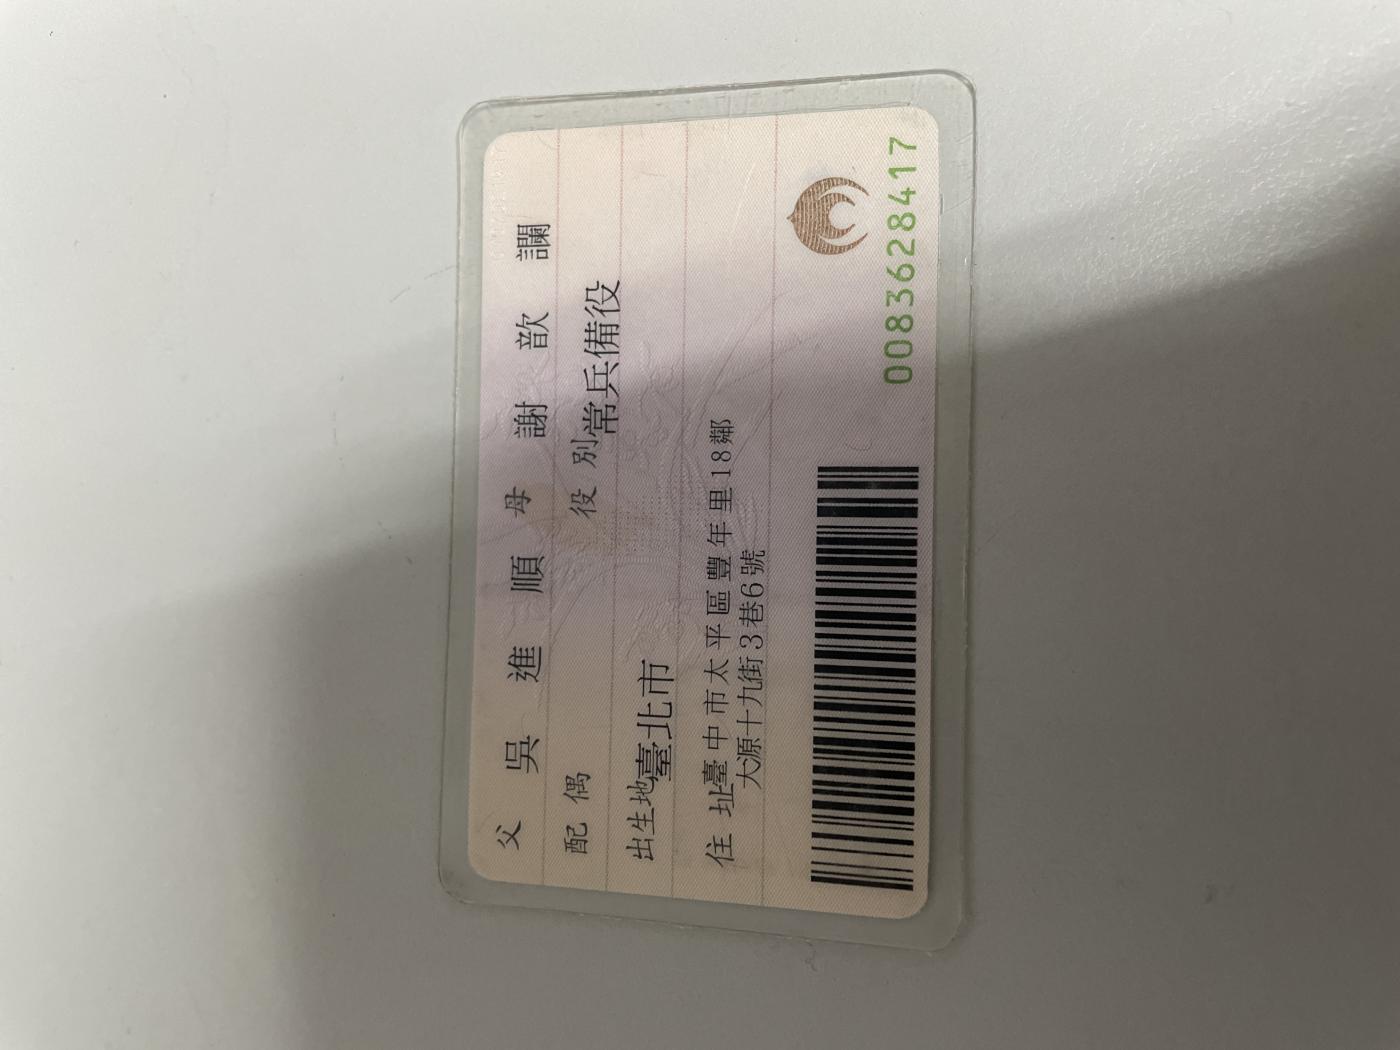 父 吳進順 母 謝歆讕
配偶 役別 常兵備役
出生地 臺北市
住址 臺中市太平區豐年里18鄰
大源十九街3巷6號
0083628417